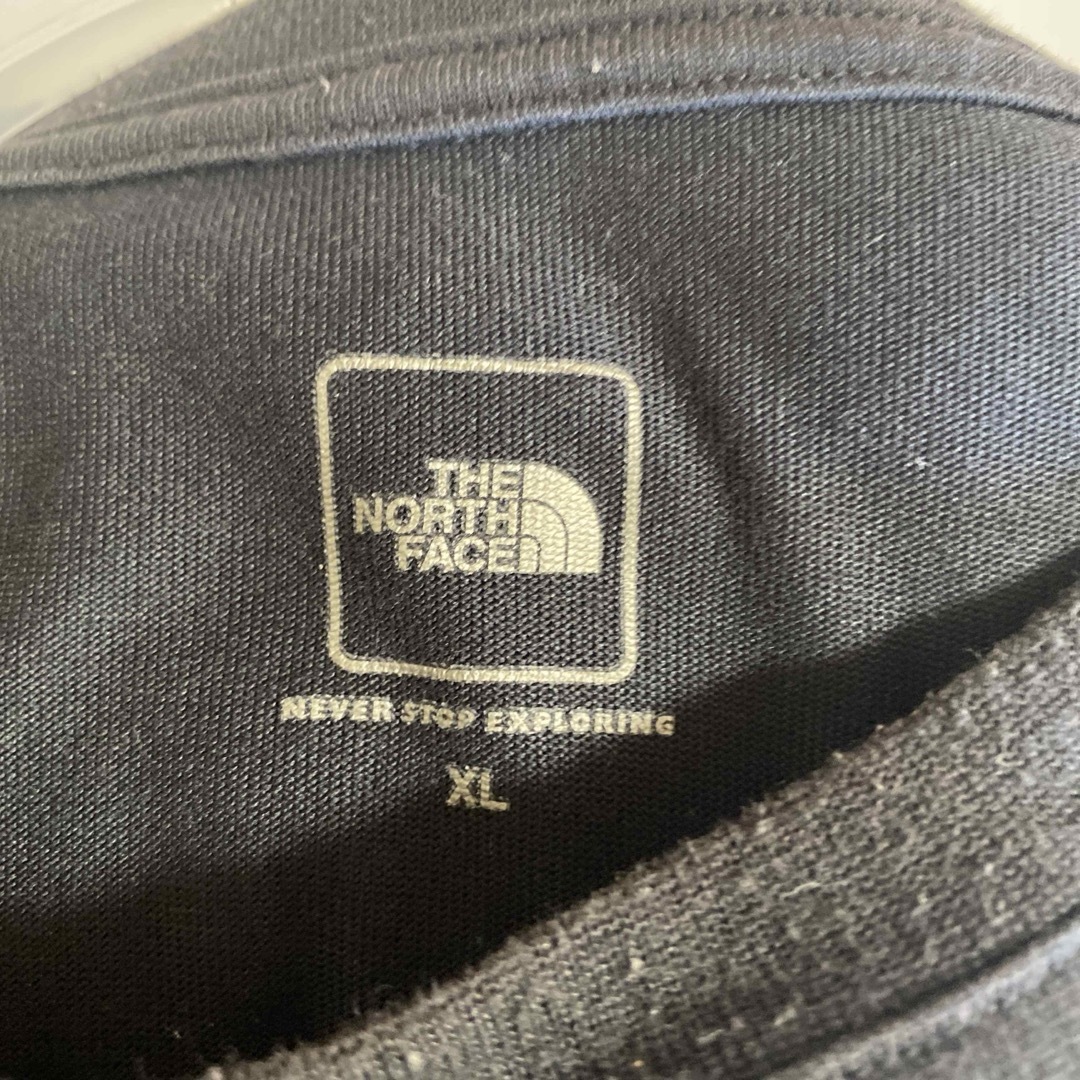 THE
NORTH
FACE
NEVER STOP EXPLORING
XL